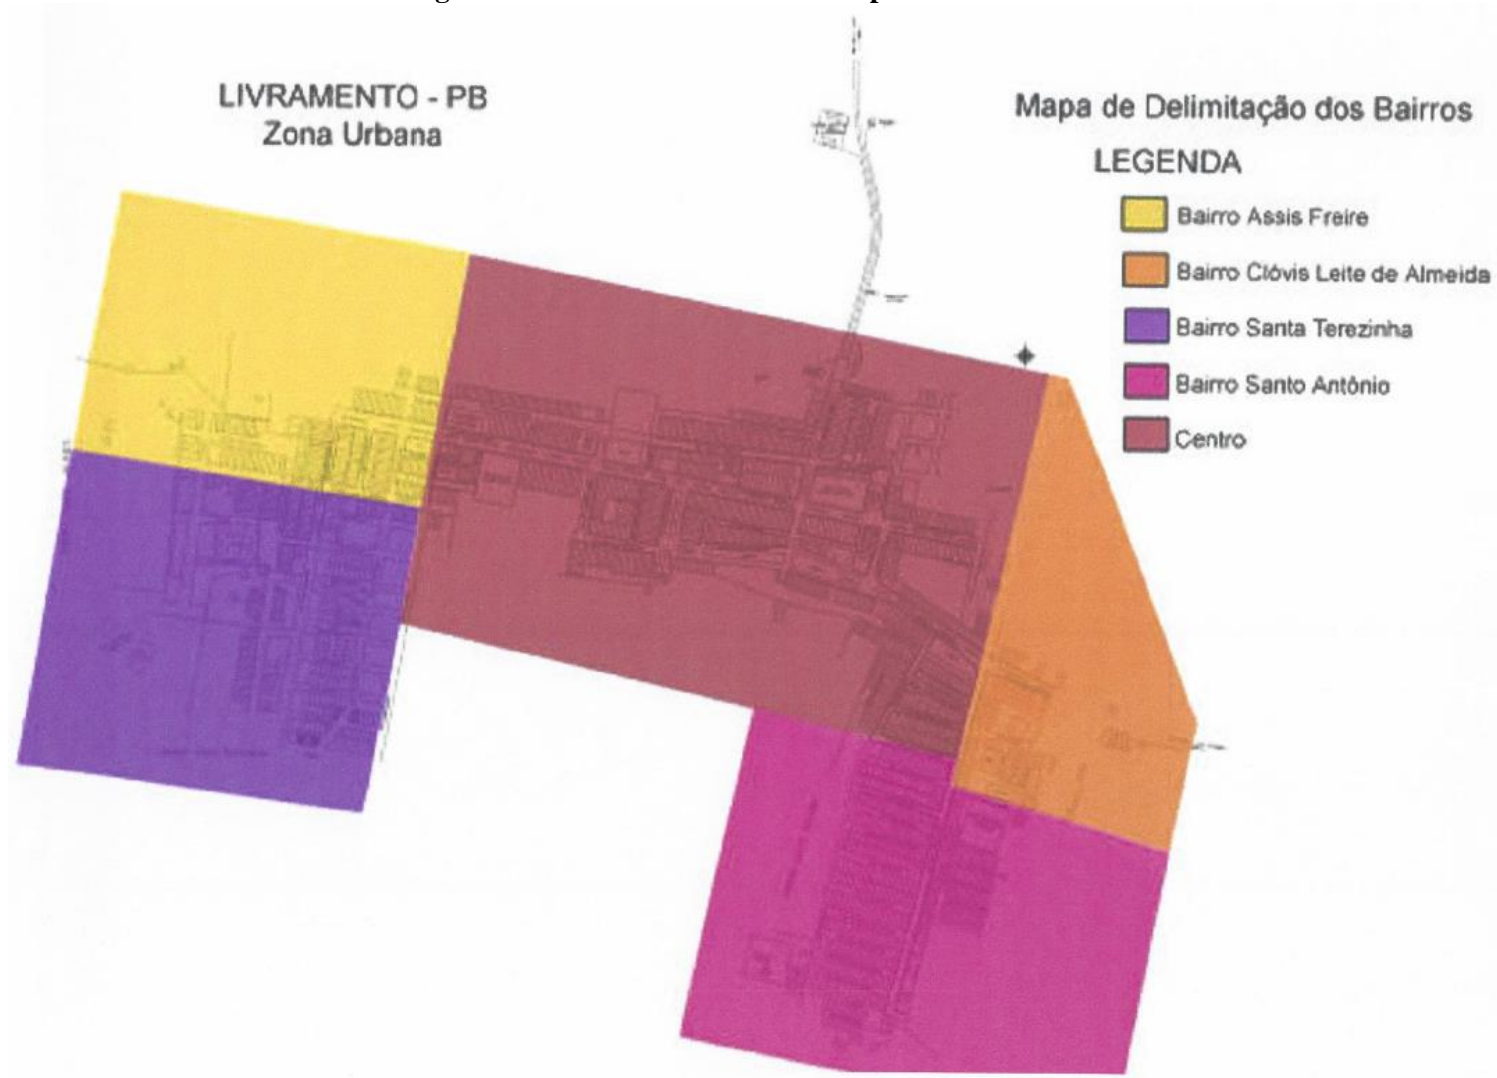 LIVRAMENTO - PB
Zona Urbana
Mapa de Delimitação dos Bairros
LEGENDA
Bairro Assis Freire
Bairro Clóvis Leite de Almeida
Bairro Santa Terezinha
Bairro Santo Antônio
Centro